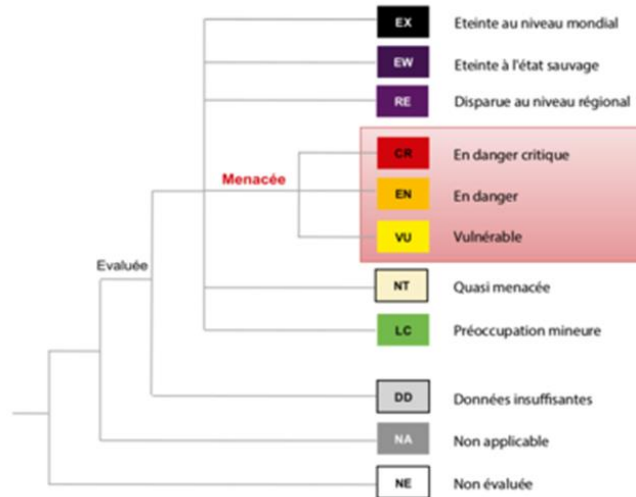 EX Eteinte au niveau mondial
EW Eteinte à l'état sauvage
RE Disparue au niveau régional
CR En danger critique
Menacée
EN En danger
VU Vulnérable
Evaluée
NT Quasi menacée
LC Préoccupation mineure
DD Données insuffisantes
NA Non applicable
NE Non évaluée